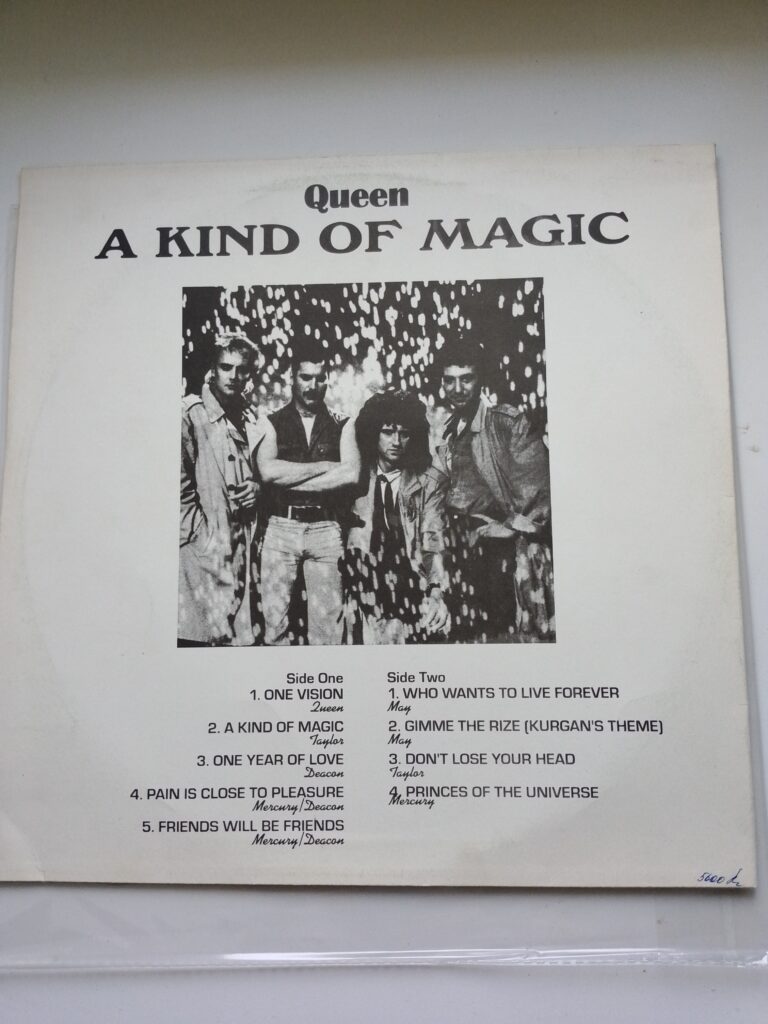 Queen
A KIND OF MAGIC
Side One
1. ONE VISION
Queen
2. A KIND OF MAGIC
Taylor
3. ONE YEAR OF LOVE
Deacon
4. PAIN IS CLOSE TO PLEASURE
Mercury/Deacon
5. FRIENDS WILL BE FRIENDS
Mercury/Deacon
Side Two
1. WHO WANTS TO LIVE FOREVER
May
2. GIMME THE RIZE (KURGAN'S THEME)
May
3. DON'T LOSE YOUR HEAD
Taylor
4. PRINCES OF THE UNIVERSE
Mercury
5600